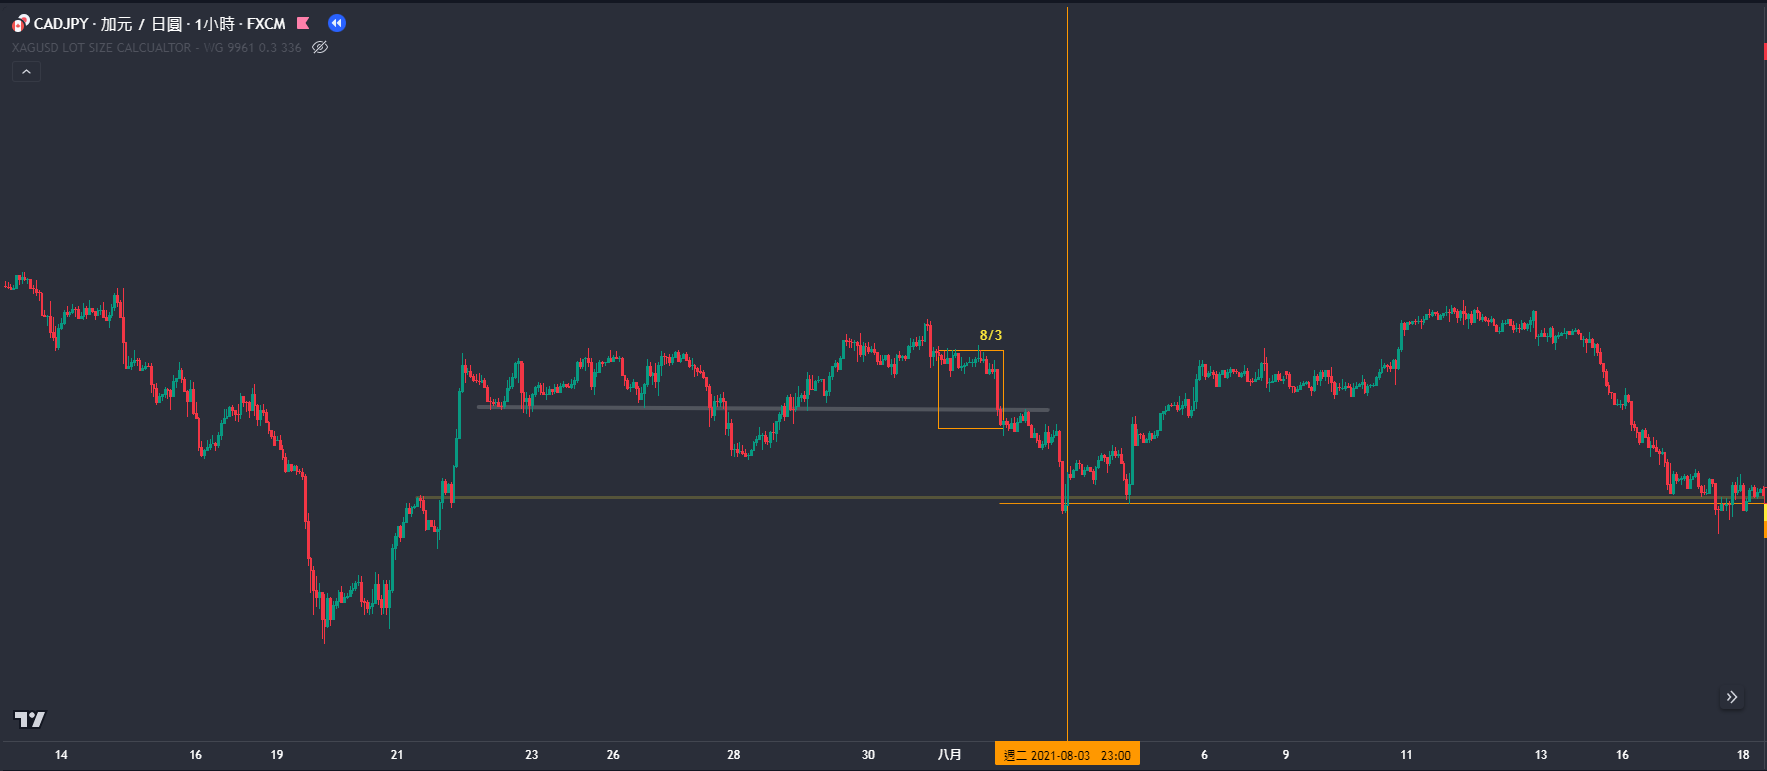 CADJPY · 加元 / 日圓 · 1小時 · FXCM
XAGUSD LOT SIZE CALCUALTOR - WG 9961 0.3 336
8/3
14 16 19 21 23 26 28 30 八月 週二 2021-08-03 23:00 6 9 11 13 16 18